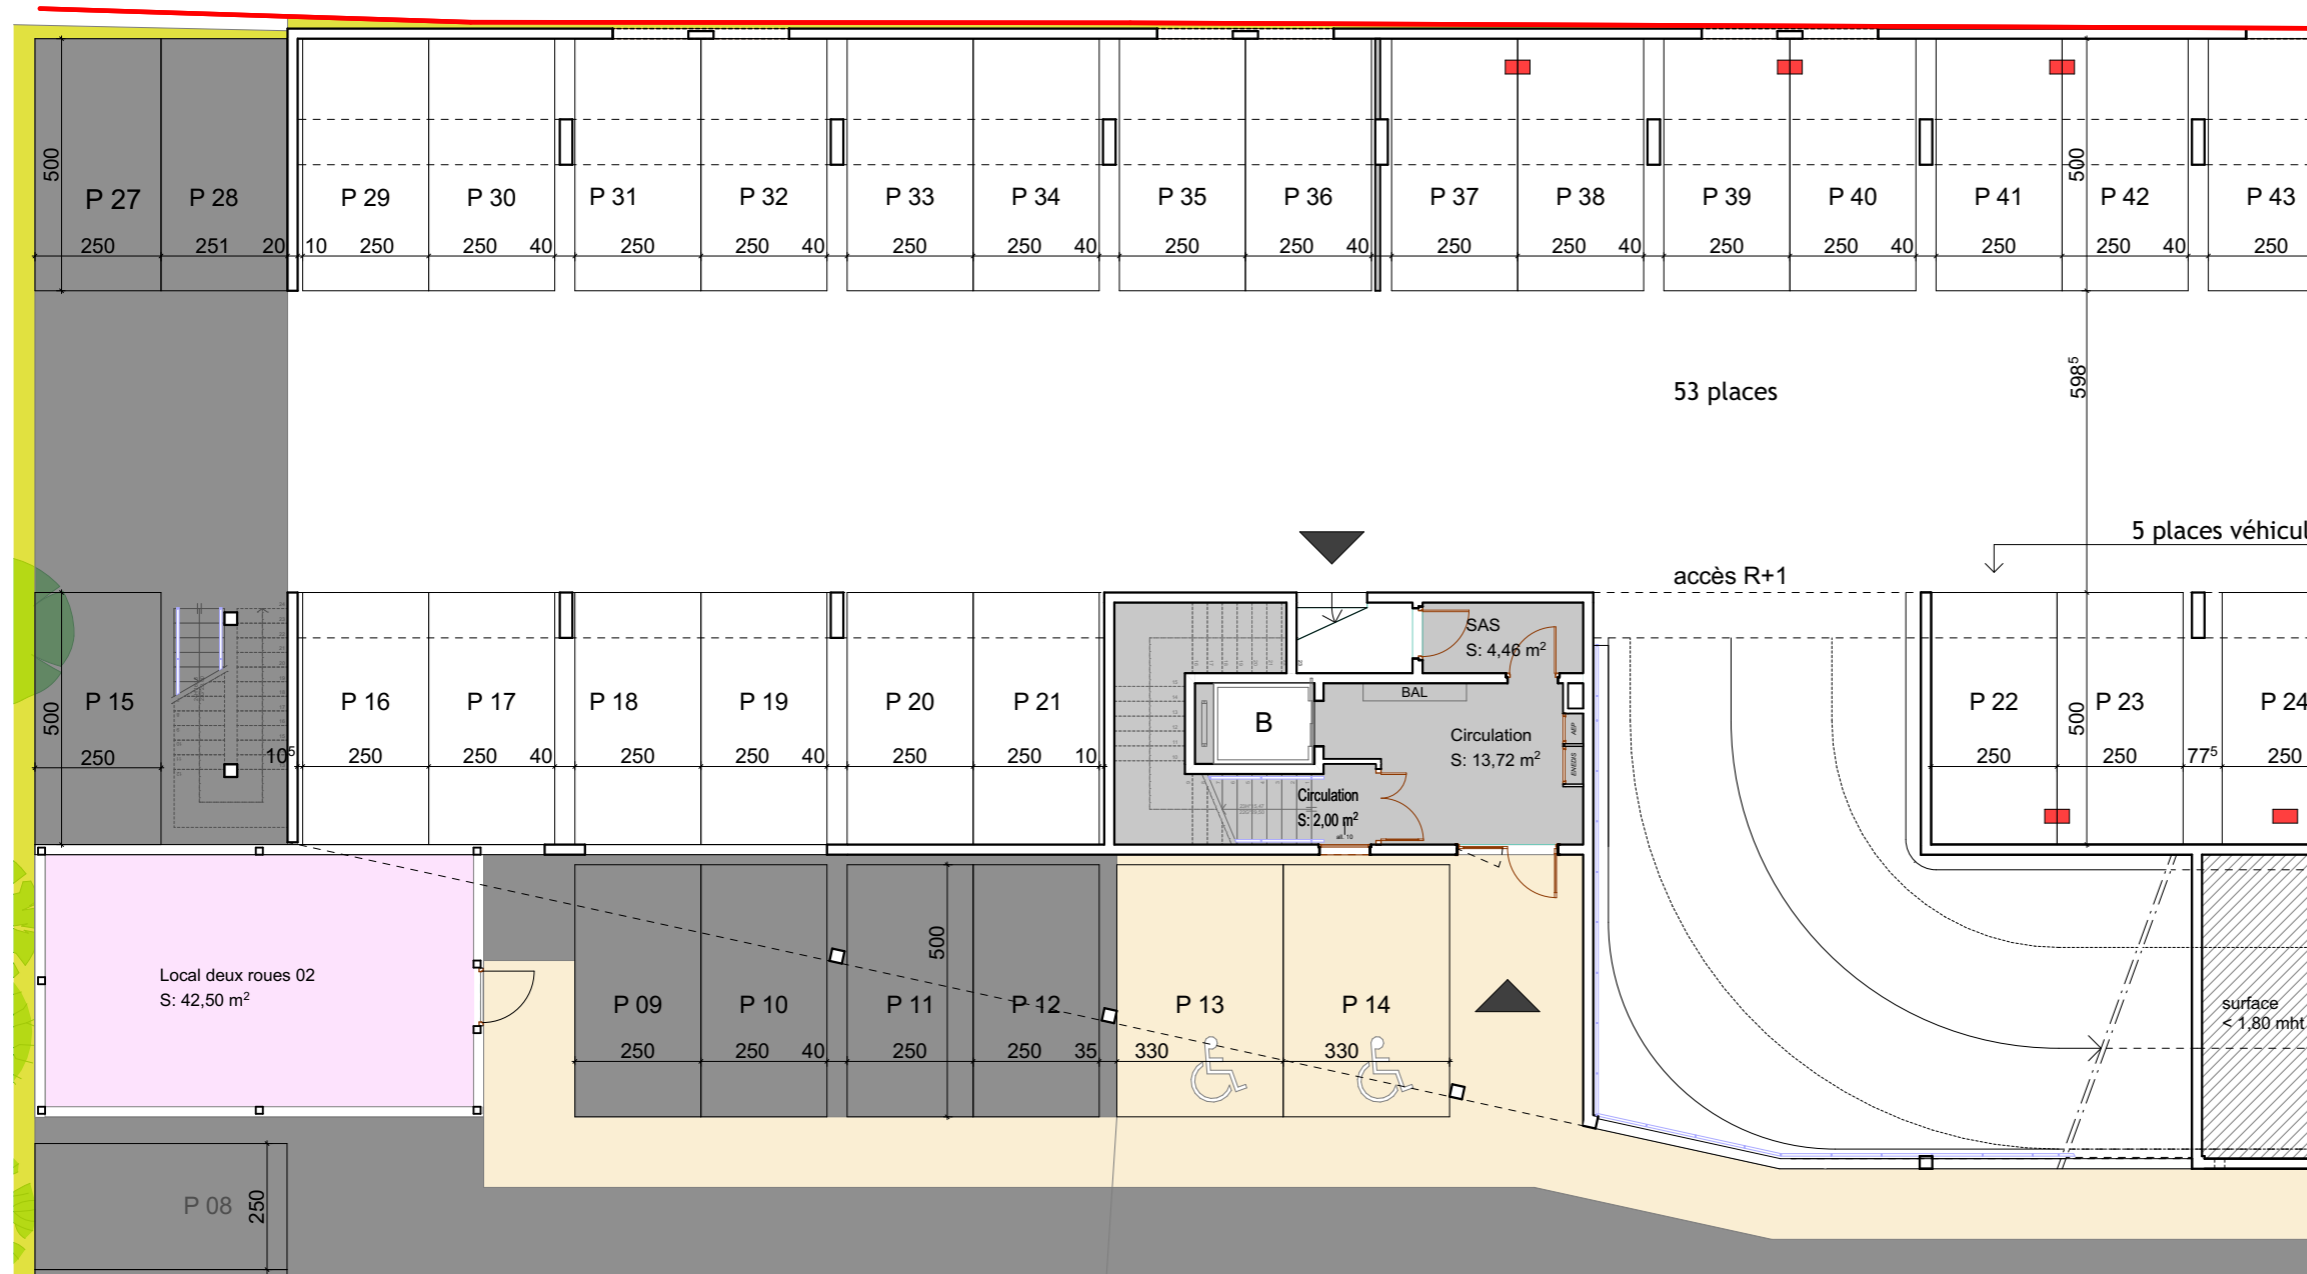 500
P 27
P 28
P 29
P 30
P 31
P 32
P 33
P 34
P 35
P 36
P 37
P 38
P 39
P 40
P 41
500
P 42
P 43
250
251
20
10
250
250
40
250
250
40
250
250
40
250
250
40
250
250
40
250
250
40
250
250
40
250
53 places
598⁵
5 places véhicul
accès R+1
SAS
S: 4,46 m²
500
P 15
P 16
P 17
P 18
P 19
P 20
P 21
B
BAL
Circulation
S: 13,72 m²
AEP
ENEDIS
P 22
500
P 23
P 24
250
10⁵
250
250
40
250
250
40
250
250
10
250
250
77⁵
250
Circulation
S: 2,00 m²
Local deux roues 02
S: 42,50 m²
500
P 09
P 10
P 11
P 12
P 13
P 14
250
250
40
250
250
35
330
330
surface
< 1,80 mht
P 08
250